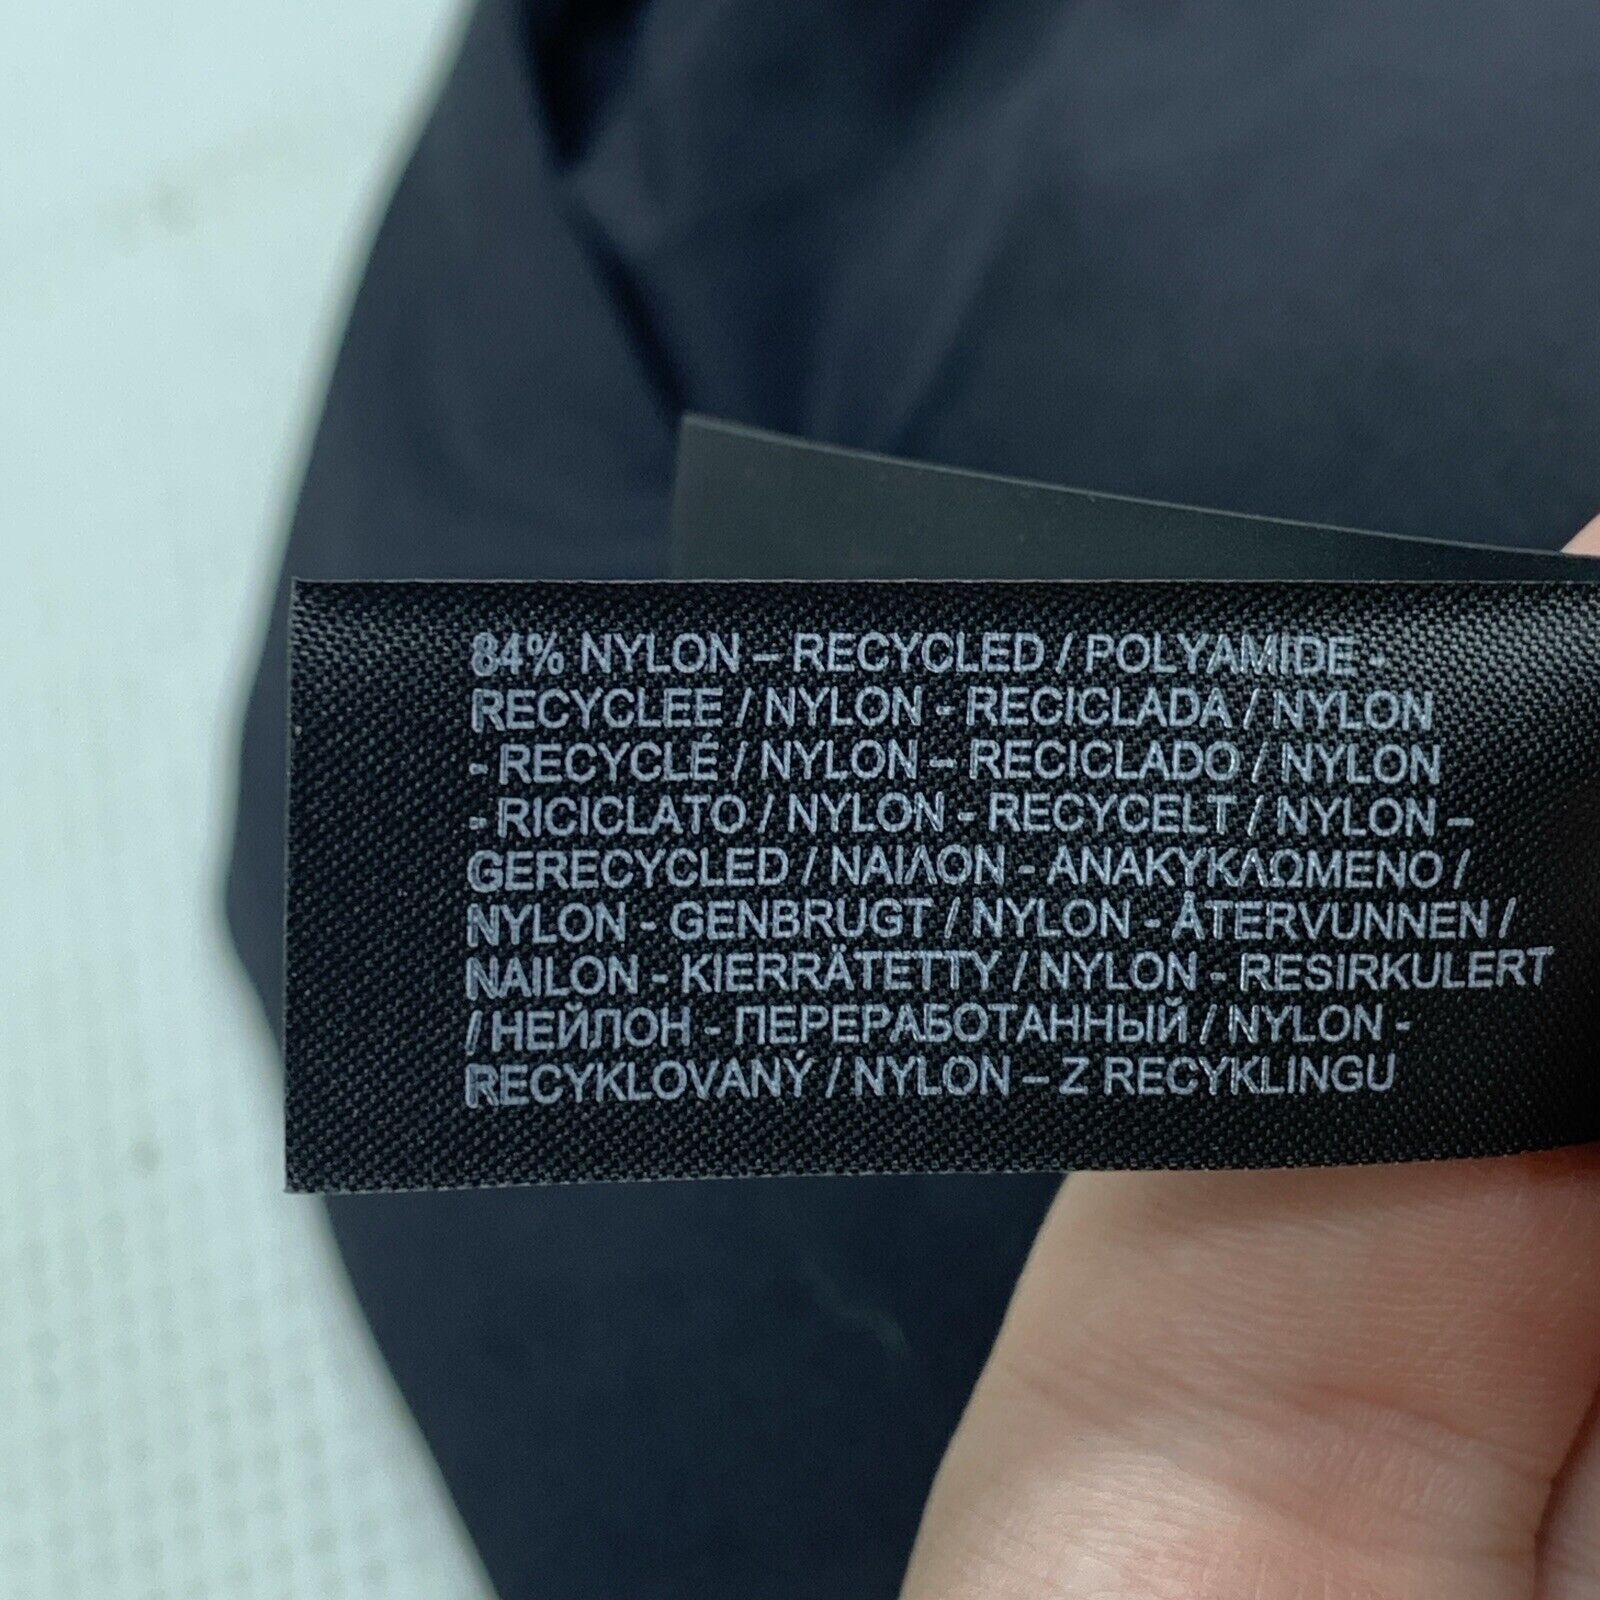 84% NYLON – RECYCLED / POLYAMIDE -
RECYCLEE / NYLON - RECICLADA / NYLON
- RECYCLÉ / NYLON – RECICLADO / NYLON
- RICICLATO / NYLON - RECYCELT / NYLON –
GERECYCLED / ΝΑΙΛΟΝ - ΑΝΑΚΥΚΛΩΜΕΝΟ /
NYLON - GENBRUGT / NYLON - ÅTERVUNNEN /
NAILON - KIERRÄTETTY / NYLON - RESIRKULERT
/ НЕЙЛОН - ПЕРЕРАБОТАННЫЙ / NYLON -
RECYKLOVANÝ / NYLON – Z RECYKLINGU